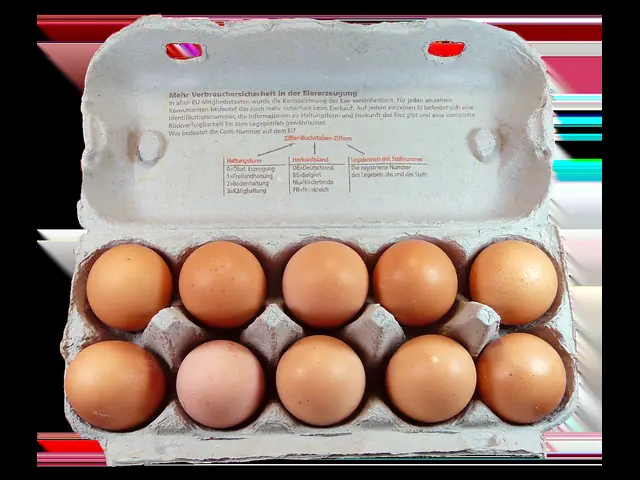 Mehr Verbrauchersicherheit in der Eiererzeugung
In allen EU-Mitgliedsstaaten wurde die Kennzeichnung der Eier vereinheitlicht. Für jeden einzelnen
Konsumenten bedeutet das noch mehr Sicherheit beim Eierkauf. Auf jedem einzelnen Ei befindet sich eine
Identifikationsnummer, die Informationen zu Haltungsform und Herkunft des Eies gibt und eine komplette
Rückverfolgbarkeit bis zum Legebetrieb gewährleistet.
Was bedeutet die Code-Nummer auf dem Ei?
Ziffer-Buchstaben-Ziffern
Haltungsform Herkunftsland Legebetrieb mit Stallnummer
0=Ökol. Erzeugung DE=Deutschland Die registrierte Nummer
1=Freilandhaltung BE=Belgien des Legebetriebs und des Stalls
2=Bodenhaltung NL=Niederlande
3=Käfighaltung FR=Frankreich